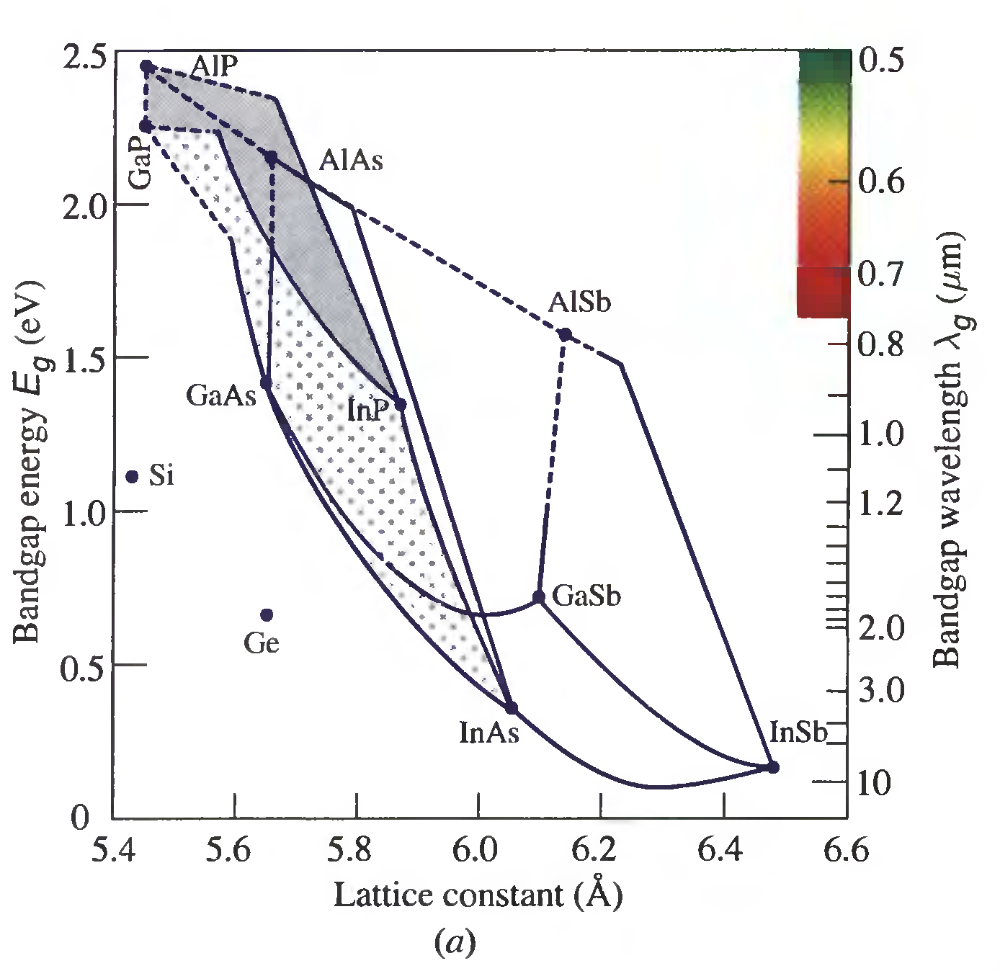 2.5
AlP
0.5
GaP
AlAs
0.6
2.0
0.7
AlSb
0.8
1.5
GaAs
InP
1.0
Si
1.0
1.2
GaSb
Ge
2.0
0.5
3.0
InAs
InSb
10
0
5.4 5.6 5.8 6.0 6.2 6.4 6.6
Bandgap energy Eg (eV)
Bandgap wavelength λg (μm)
Lattice constant (Å)
(a)